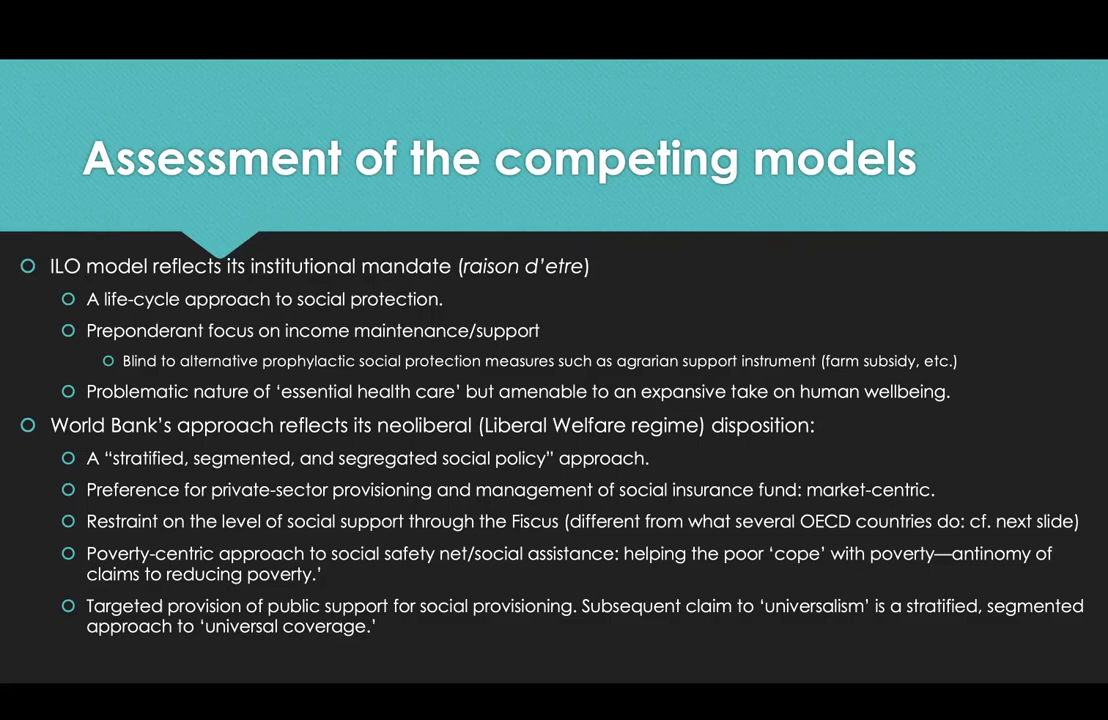 Assessment of the competing models
ILO model reflects its institutional mandate (raison d’etre)
A life-cycle approach to social protection.
Preponderant focus on income maintenance/support
Blind to alternative prophylactic social protection measures such as agrarian support instrument (farm subsidy, etc.)
Problematic nature of ‘essential health care’ but amenable to an expansive take on human wellbeing.
World Bank’s approach reflects its neoliberal (Liberal Welfare regime) disposition:
A “stratified, segmented, and segregated social policy” approach.
Preference for private-sector provisioning and management of social insurance fund: market-centric.
Restraint on the level of social support through the Fiscus (different from what several OECD countries do: cf. next slide)
Poverty-centric approach to social safety net/social assistance: helping the poor ‘cope’ with poverty—antinomy of
claims to reducing poverty.’
Targeted provision of public support for social provisioning. Subsequent claim to ‘universalism’ is a stratified, segmented
approach to ‘universal coverage.’